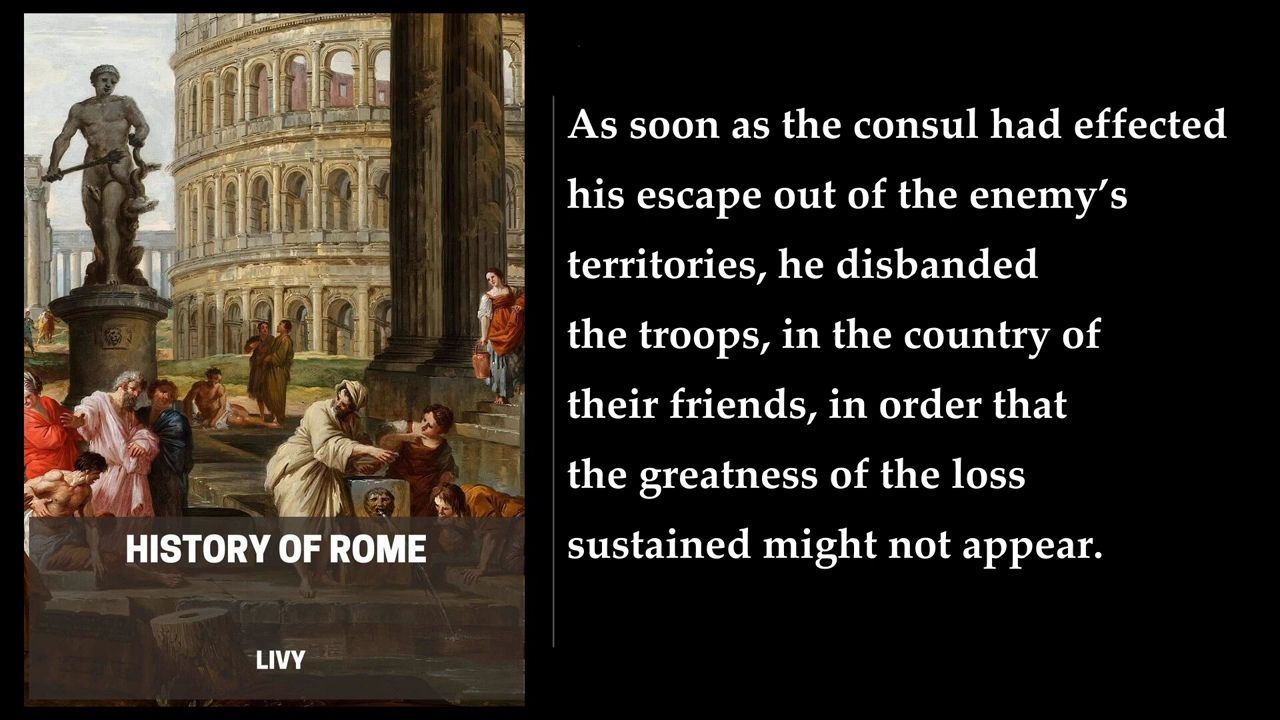 HISTORY OF ROME
LIVY
As soon as the consul had effected
his escape out of the enemy’s
territories, he disbanded
the troops, in the country of
their friends, in order that
the greatness of the loss
sustained might not appear.